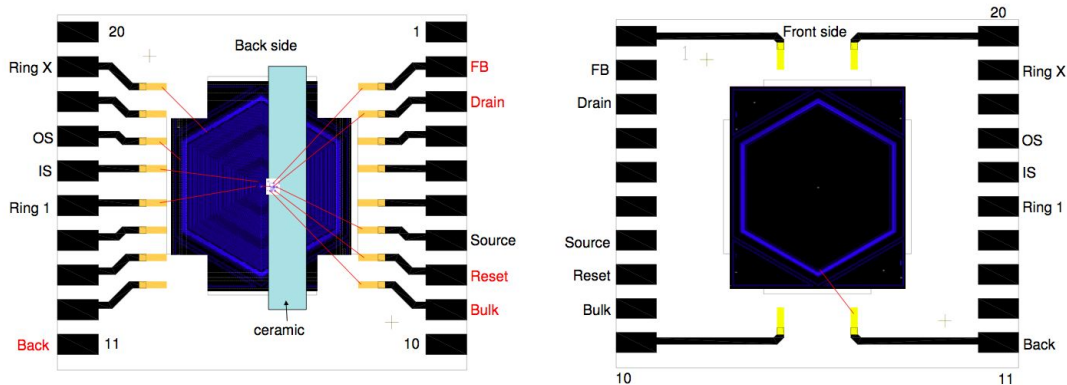 20
Back side
1
Ring X
FB
Drain
OS
IS
Ring 1
Source
Reset
Bulk
ceramic
Back
11
10
20
Front side
1
FB
Ring X
Drain
OS
IS
Ring 1
Source
Reset
Bulk
Back
10
11